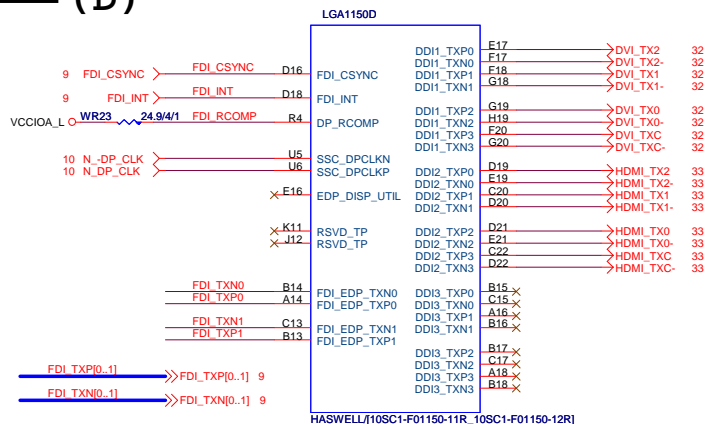 (D)
LGA1150D
9 FDI_CSYNC FDI_CSYNC D16 FDI_CSYNC
9 FDI_INT FDI_INT D18 FDI_INT
VCCIOA_L WR23 24.9/4/1 FDI_RCOMP R4 DP_RCOMP
10 N_-DP_CLK U5 SSC_DPCLKN
10 N_DP_CLK U6 SSC_DPCLKP
E16 EDP_DISP_UTIL
K11 RSVD_TP
J12 RSVD_TP
FDI_TXN0 B14 FDI_EDP_TXN0
FDI_TXP0 A14 FDI_EDP_TXP0
FDI_TXN1 C13 FDI_EDP_TXN1
FDI_TXP1 B13 FDI_EDP_TXP1
FDI_TXP[0..1] FDI_TXP[0..1] 9
FDI_TXN[0..1] FDI_TXN[0..1] 9
DDI1_TXP0 E17 DVI_TX2 32
DDI1_TXN0 F17 DVI_TX2- 32
DDI1_TXP1 F18 DVI_TX1 32
DDI1_TXN1 G18 DVI_TX1- 32
DDI1_TXP2 G19 DVI_TX0 32
DDI1_TXN2 H19 DVI_TX0- 32
DDI1_TXP3 F20 DVI_TXC 32
DDI1_TXN3 G20 DVI_TXC- 32
DDI2_TXP0 D19 HDMI_TX2 33
DDI2_TXN0 E19 HDMI_TX2- 33
DDI2_TXP1 C20 HDMI_TX1 33
DDI2_TXN1 D20 HDMI_TX1- 33
DDI2_TXP2 D21 HDMI_TX0 33
DDI2_TXN2 E21 HDMI_TX0- 33
DDI2_TXP3 C22 HDMI_TXC 33
DDI2_TXN3 D22 HDMI_TXC- 33
DDI3_TXP0 B15
DDI3_TXN0 C15
DDI3_TXP1 A16
DDI3_TXN1 B16
DDI3_TXP2 B17
DDI3_TXN2 C17
DDI3_TXP3 A18
DDI3_TXN3 B18
HASWELL/[10SC1-F01150-11R_10SC1-F01150-12R]